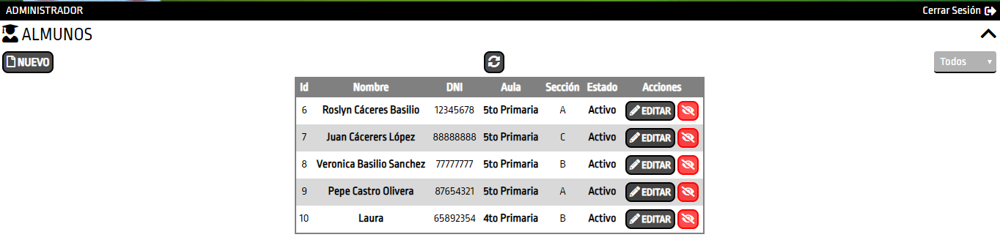 ADMINISTRADOR Cerrar Sesión
ALMUNOS
NUEVO Todos
Id Nombre DNI Aula Sección Estado Acciones
6 Roslyn Cáceres Basilio 12345678 5to Primaria A Activo EDITAR
7 Juan Cácerers López 88888888 5to Primaria C Activo EDITAR
8 Veronica Basilio Sanchez 77777777 5to Primaria B Activo EDITAR
9 Pepe Castro Olivera 87654321 5to Primaria A Activo EDITAR
10 Laura 65892354 4to Primaria B Activo EDITAR